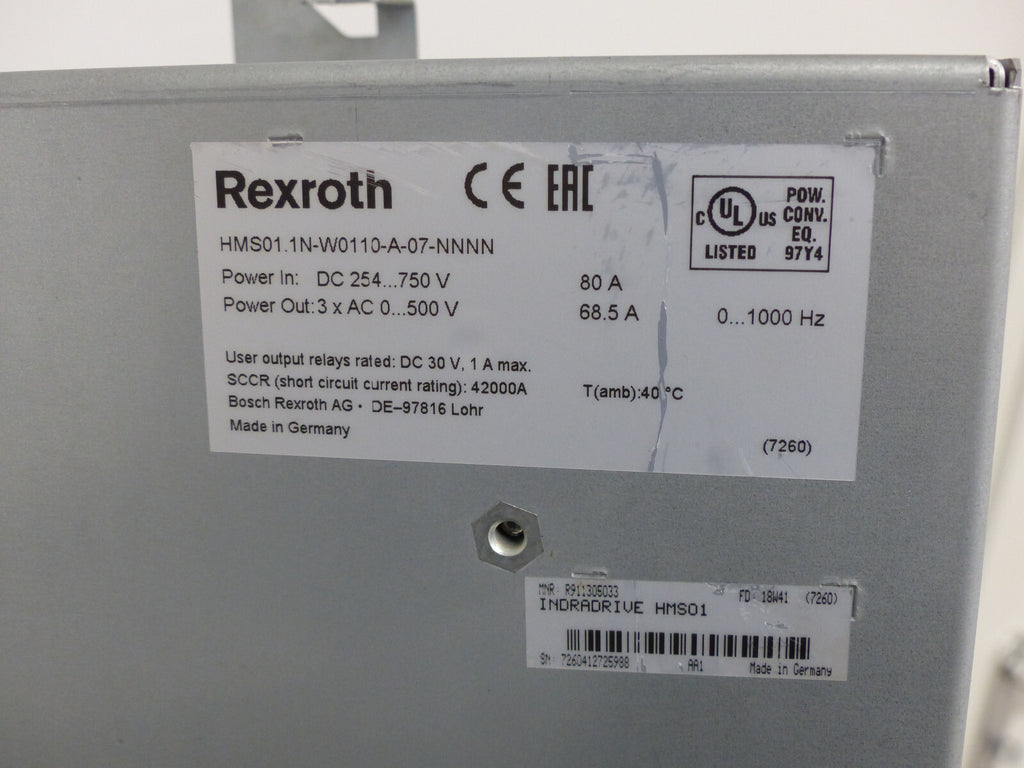 Rexroth CE EAC
HMS01.1N-W0110-A-07-NNNN
Power In: DC 254...750 V 80 A
Power Out: 3 x AC 0...500 V 68.5 A 0...1000 Hz
C UL US LISTED
POW.
CONV.
EQ.
97Y4
User output relays rated: DC 30 V, 1 A max.
SCCR (short circuit current rating): 42000A T(amb):40 °C
Bosch Rexroth AG • DE–97816 Lohr
Made in Germany
(7260)
MNR: R911305033 FD: 18W41 (7260)
INDRADRIVE HMS01
SN: 7260412725988 AA1 Made in Germany